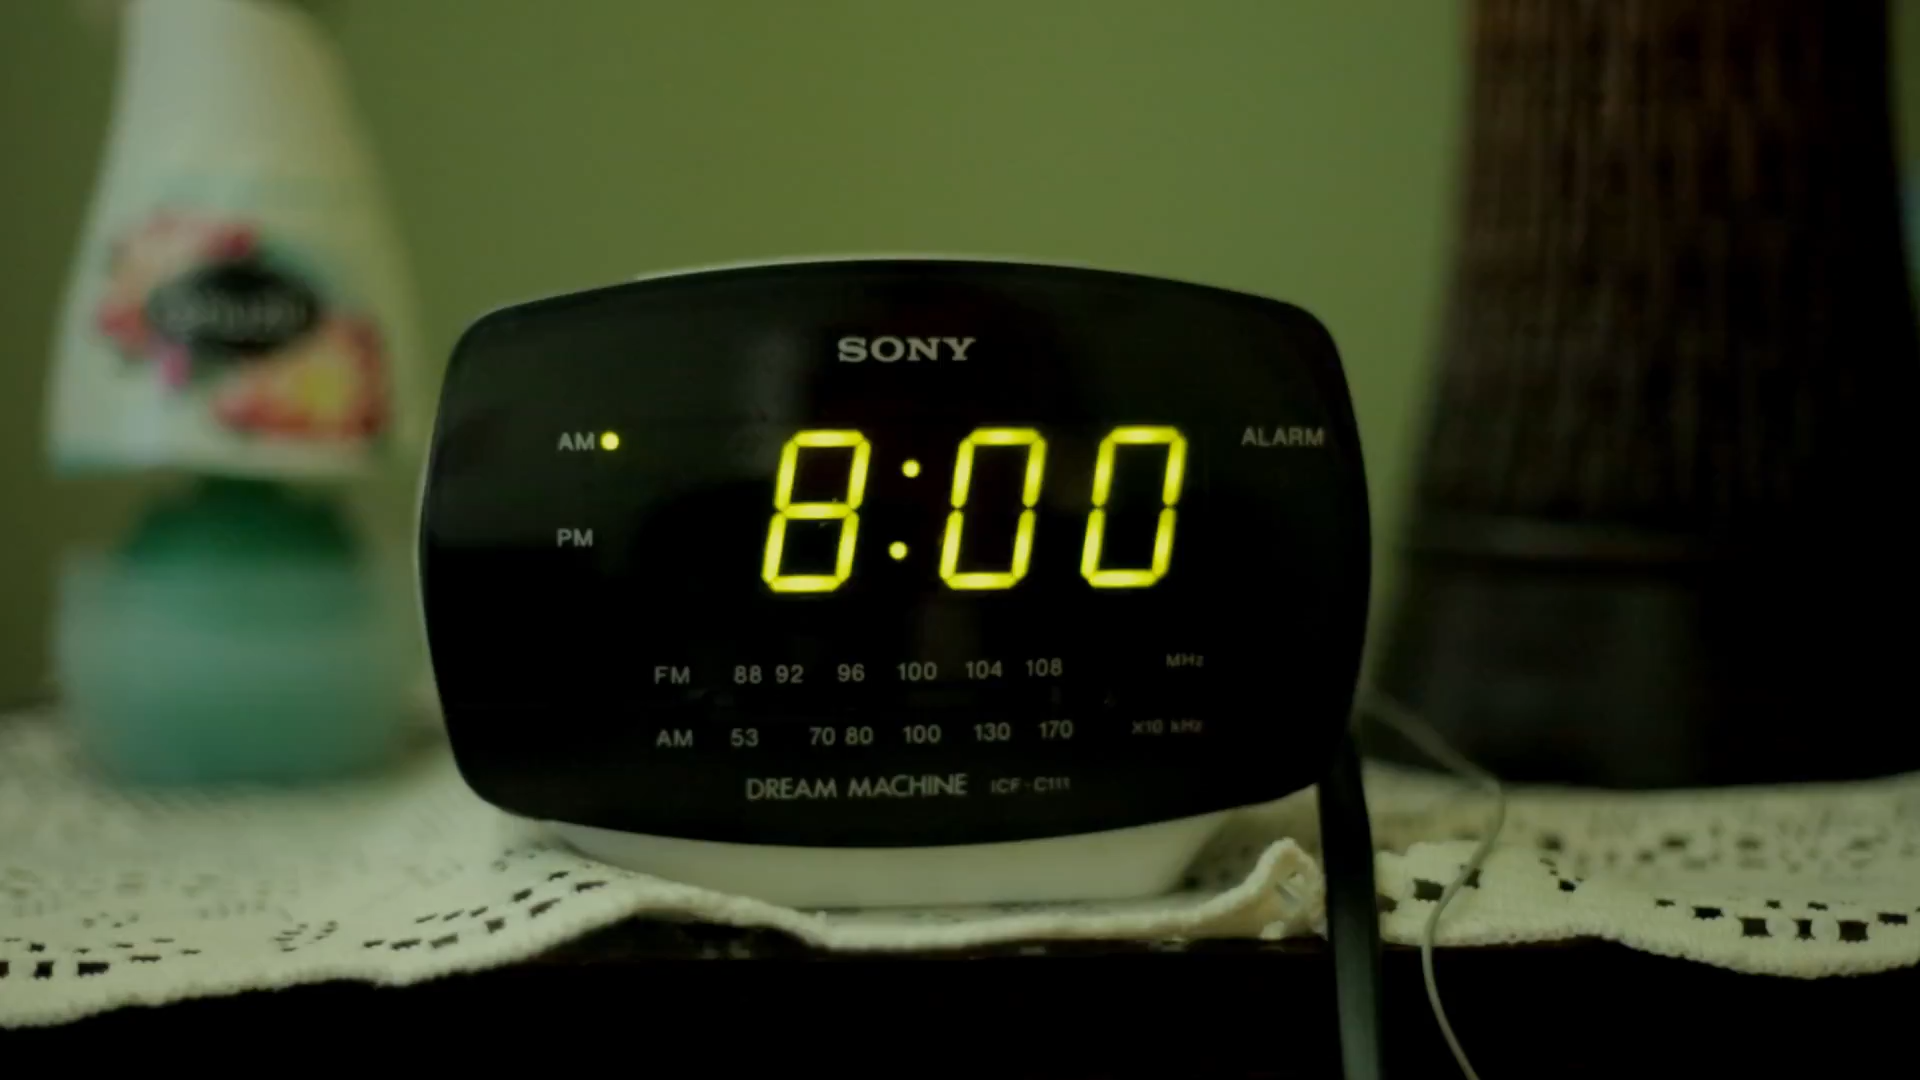 SONY
AM 8:00 ALARM
PM
FM 88 92 96 100 104 108 MHz
AM 53 70 80 100 130 170 X10 kHz
DREAM MACHINE ICF-C111